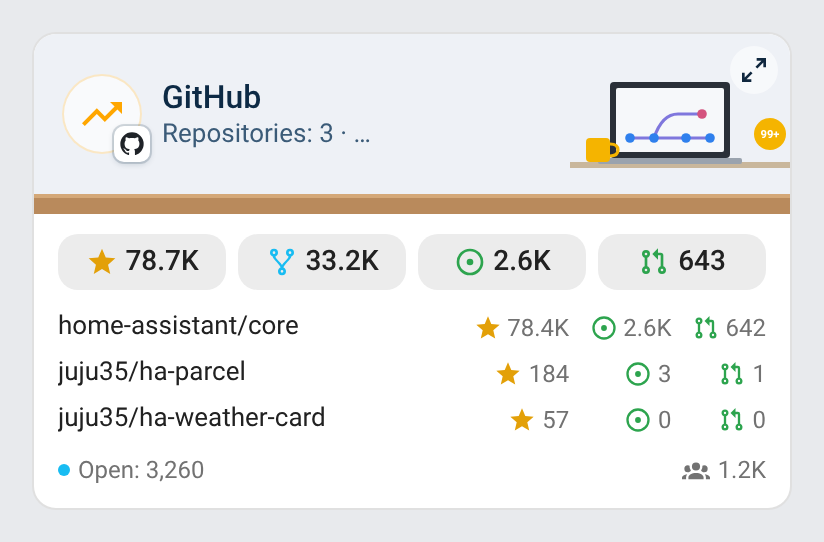 GitHub
Repositories: 3 · ...
99+
78.7K 33.2K 2.6K 643
home-assistant/core 78.4K 2.6K 642
juju35/ha-parcel 184 3 1
juju35/ha-weather-card 57 0 0
Open: 3,260 1.2K